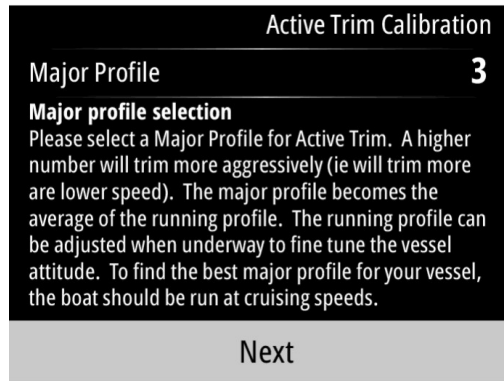 Active Trim Calibration
Major Profile 3
Major profile selection
Please select a Major Profile for Active Trim. A higher
number will trim more aggressively (ie will trim more
are lower speed). The major profile becomes the
average of the running profile. The running profile can
be adjusted when underway to fine tune the vessel
attitude. To find the best major profile for your vessel,
the boat should be run at cruising speeds.
Next